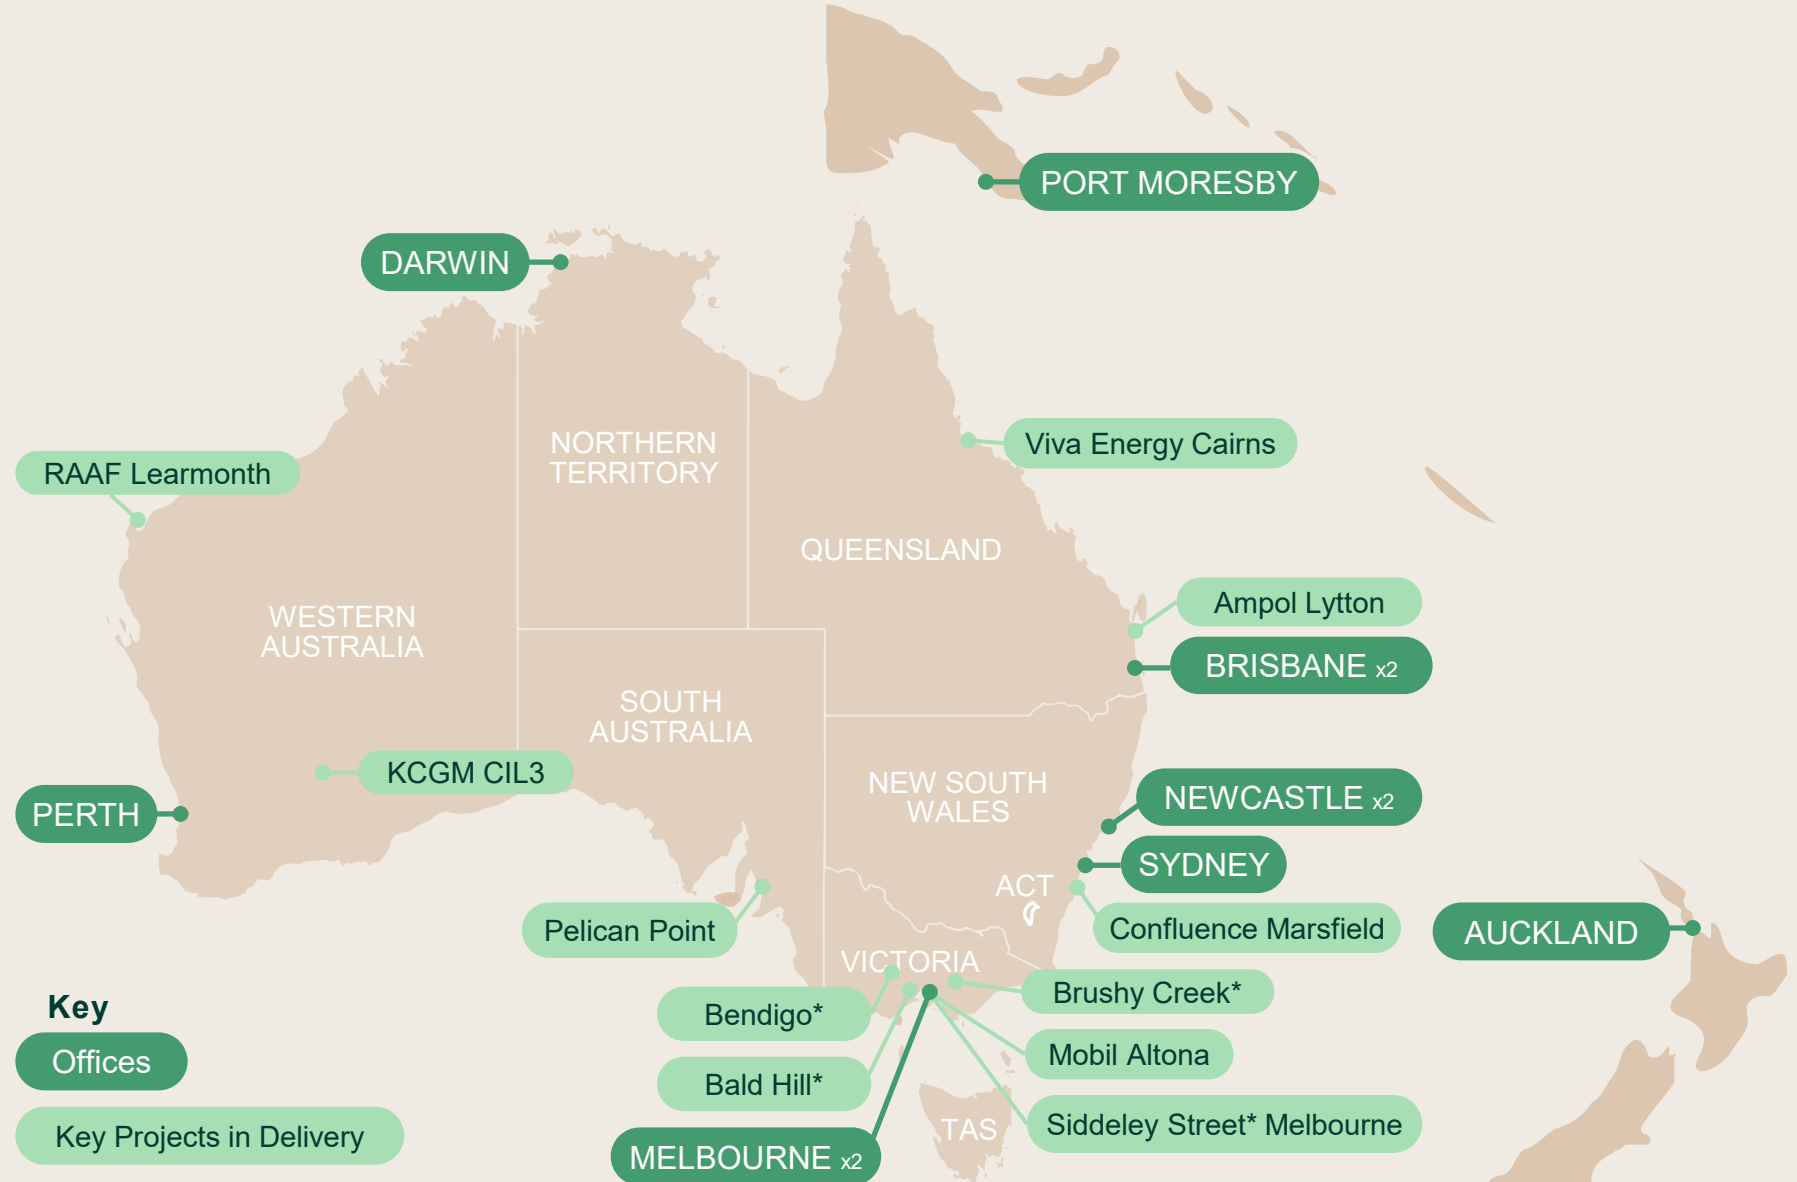 PORT MORESBY
DARWIN
NORTHERN
TERRITORY
Viva Energy Cairns
RAAF Learmonth
QUEENSLAND
WESTERN
AUSTRALIA
Ampol Lytton
BRISBANE x2
SOUTH
AUSTRALIA
KCGM CIL3
NEW SOUTH
WALES
NEWCASTLE x2
PERTH
SYDNEY
ACT
Pelican Point
Confluence Marsfield
AUCKLAND
VICTORIA
Bendigo*
Brushy Creek*
Mobil Altona
Bald Hill*
Siddeley Street* Melbourne
TAS
MELBOURNE x2
Key
Offices
Key Projects in Delivery